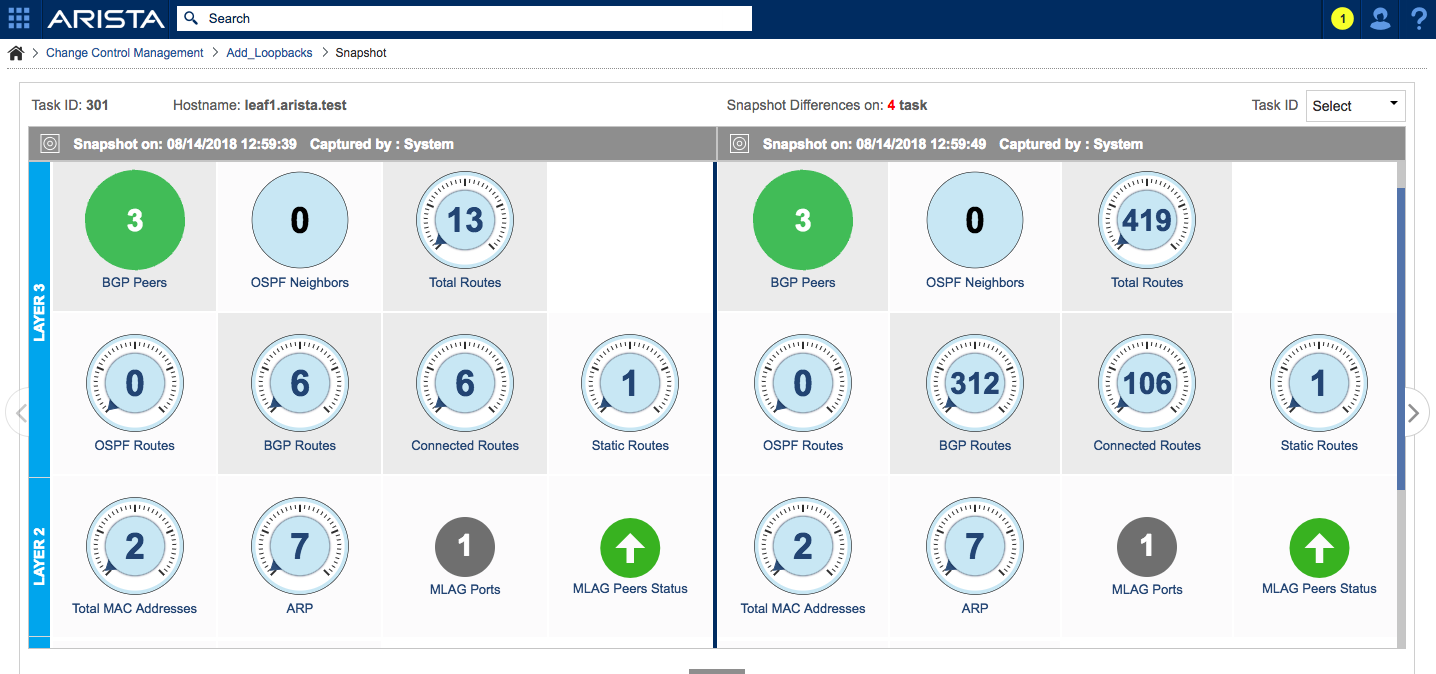 ARISTA Search 1 ?
> Change Control Management > Add_Loopbacks > Snapshot
Task ID: 301 Hostname: leaf1.arista.test Snapshot Differences on: 4 task Task ID Select
Snapshot on: 08/14/2018 12:59:39 Captured by : System Snapshot on: 08/14/2018 12:59:49 Captured by : System
LAYER 3
3 0 13 3 0 419
BGP Peers OSPF Neighbors Total Routes BGP Peers OSPF Neighbors Total Routes
0 6 6 1 0 312 106 1
OSPF Routes BGP Routes Connected Routes Static Routes OSPF Routes BGP Routes Connected Routes Static Routes
LAYER 2
2 7 1 2 7 1
Total MAC Addresses ARP MLAG Ports MLAG Peers Status Total MAC Addresses ARP MLAG Ports MLAG Peers Status